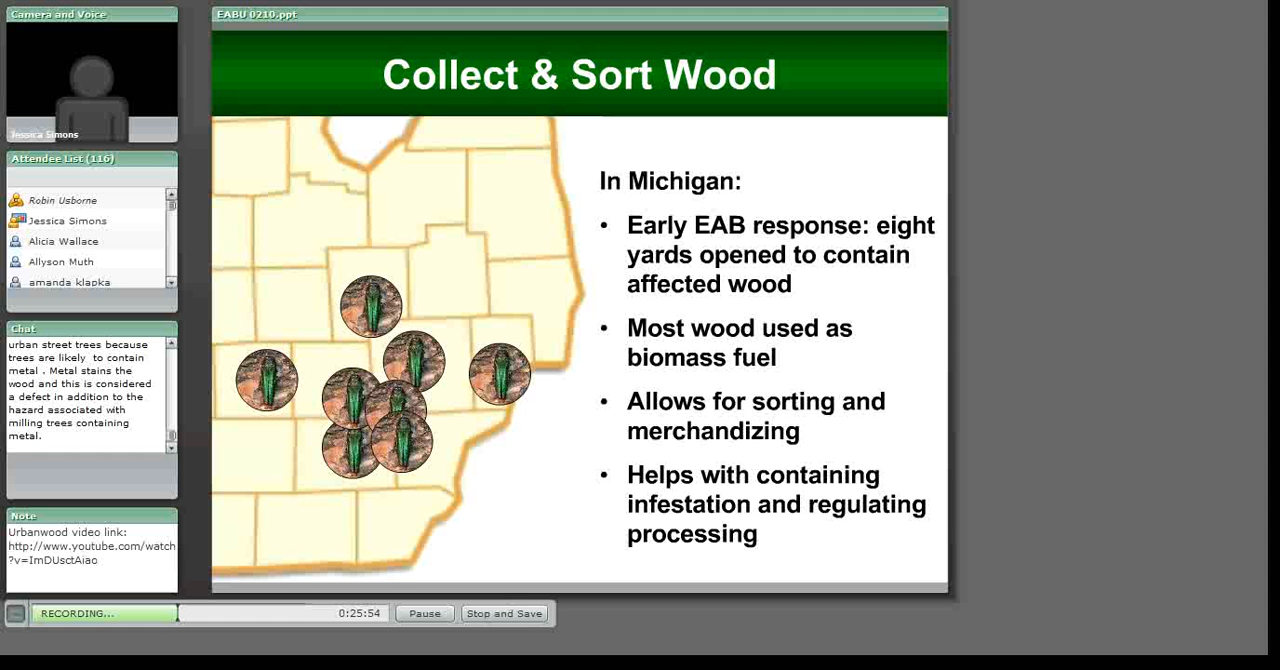 Camera and Voice
Jessica Simons
Attendee List (116)
Robin Usborne
Jessica Simons
Alicia Wallace
Allyson Muth
amanda klapka
Chat
urban street trees because
trees are likely to contain
metal . Metal stains the
wood and this is considered
a defect in addition to the
hazard associated with
milling trees containing
metal.
Note
Urbanwood video link:
http://www.youtube.com/watch
?v=ImDUsctAiao
EABU 0210.ppt
Collect & Sort Wood
In Michigan:
• Early EAB response: eight
yards opened to contain
affected wood
• Most wood used as
biomass fuel
• Allows for sorting and
merchandizing
• Helps with containing
infestation and regulating
processing
RECORDING...
0:25:54
Pause
Stop and Save